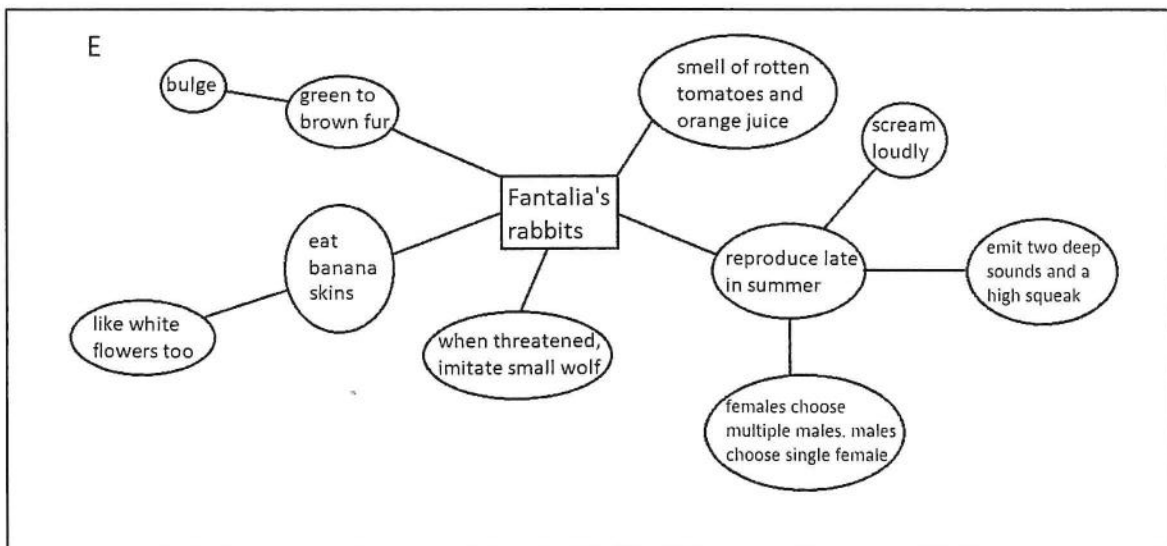 E
bulge
green to
brown fur
smell of rotten
tomatoes and
orange juice
scream
loudly
Fantalia's
rabbits
eat
banana
skins
reproduce late
in summer
emit two deep
sounds and a
high squeak
like white
flowers too
when threatened,
imitate small wolf
females choose
multiple males. males
choose single female